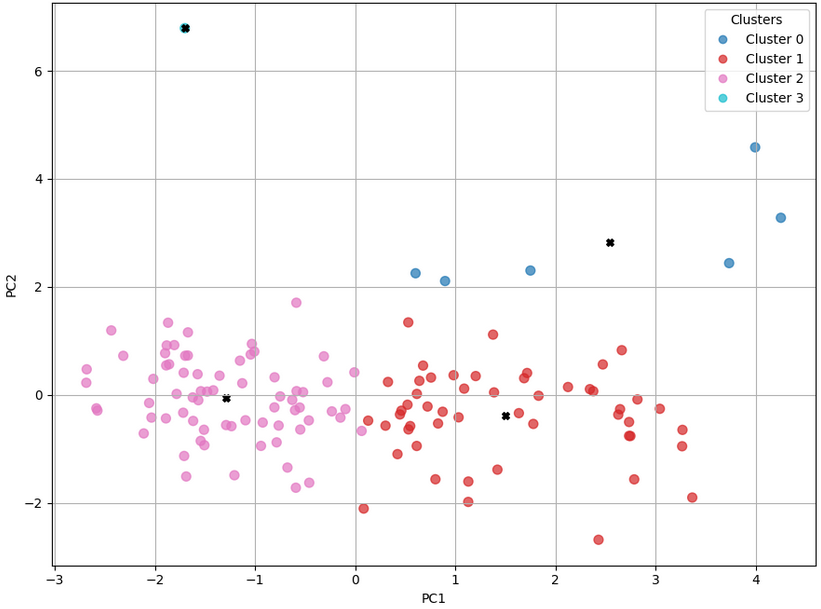 Clusters
Cluster 0
Cluster 1
Cluster 2
Cluster 3
PC2
6
4
2
0
−2
−3
−2
−1
0
1
2
3
4
PC1